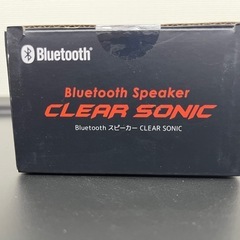 Bluetooth®
Bluetooth Speaker
CLEAR SONIC
Bluetooth スピーカー CLEAR SONIC